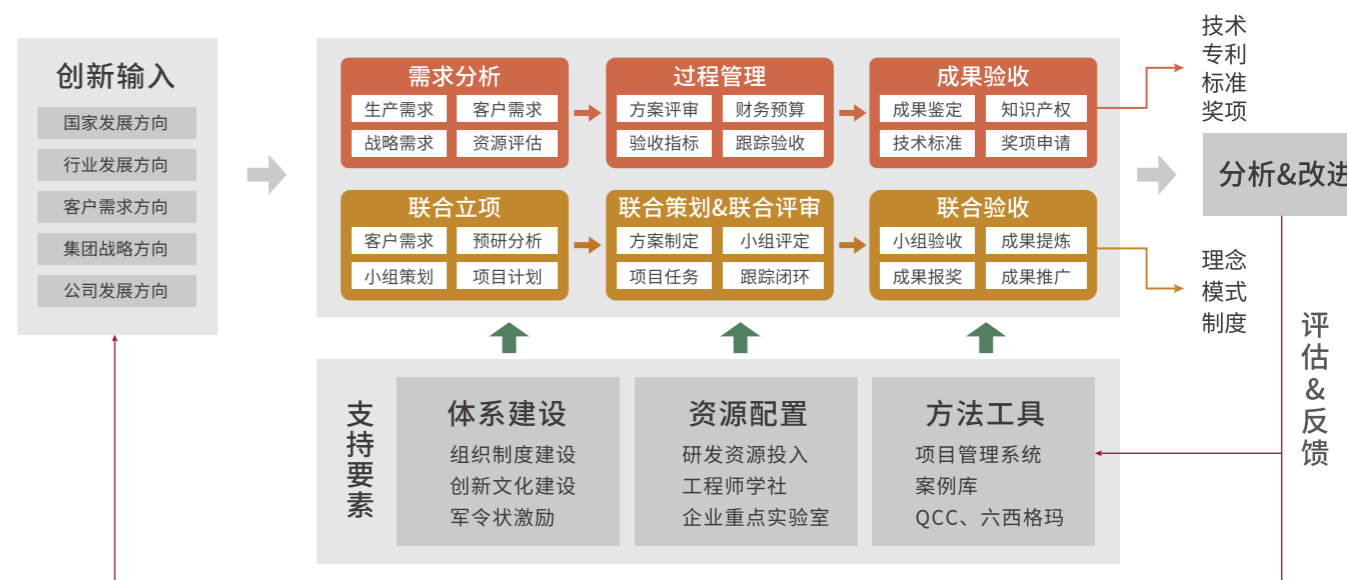 创新输入
国家发展方向
行业发展方向
客户需求方向
集团战略方向
公司发展方向
需求分析
生产需求 客户需求
战略需求 资源评估
过程管理
方案评审 财务预算
验收指标 跟踪验收
成果验收
成果鉴定 知识产权
技术标准 奖项申请
联合立项
客户需求 预研分析
小组策划 项目计划
联合策划&联合评审
方案制定 小组评定
项目任务 跟踪闭环
联合验收
小组验收 成果提炼
成果报奖 成果推广
技术
专利
标准
奖项
分析&改进
理念
模式
制度
评估&反馈
支持要素
体系建设
组织制度建设
创新文化建设
军令状激励
资源配置
研发资源投入
工程师学社
企业重点实验室
方法工具
项目管理系统
案例库
QCC、六西格玛